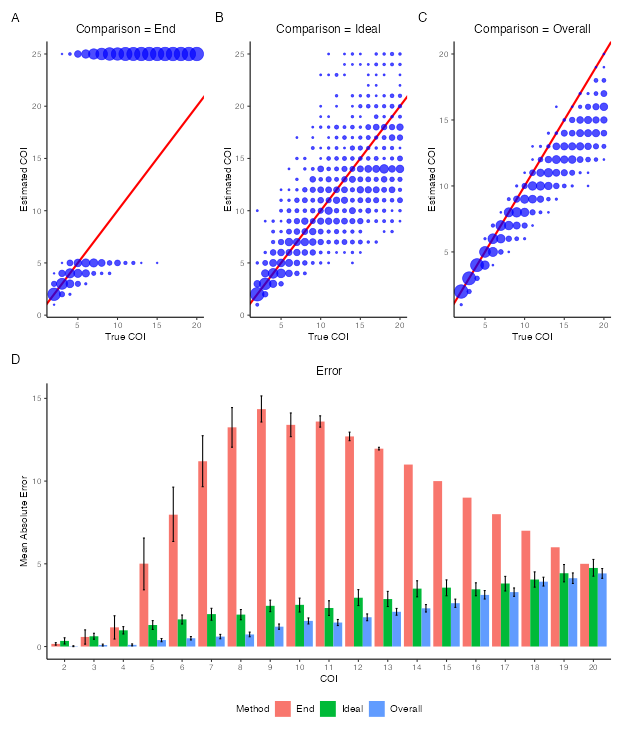 A
B
C
Comparison = End
Comparison = Ideal
Comparison = Overall
Estimated COI
25
20
15
10
5
0
5
10
15
20
True COI
Estimated COI
25
20
15
10
5
0
5
10
15
20
True COI
Estimated COI
20
15
10
5
5
10
15
20
True COI
D
Error
Mean Absolute Error
15
10
5
0
2 3 4 5 6 7 8 9 10 11 12 13 14 15 16 17 18 19 20
COI
Method End Ideal Overall